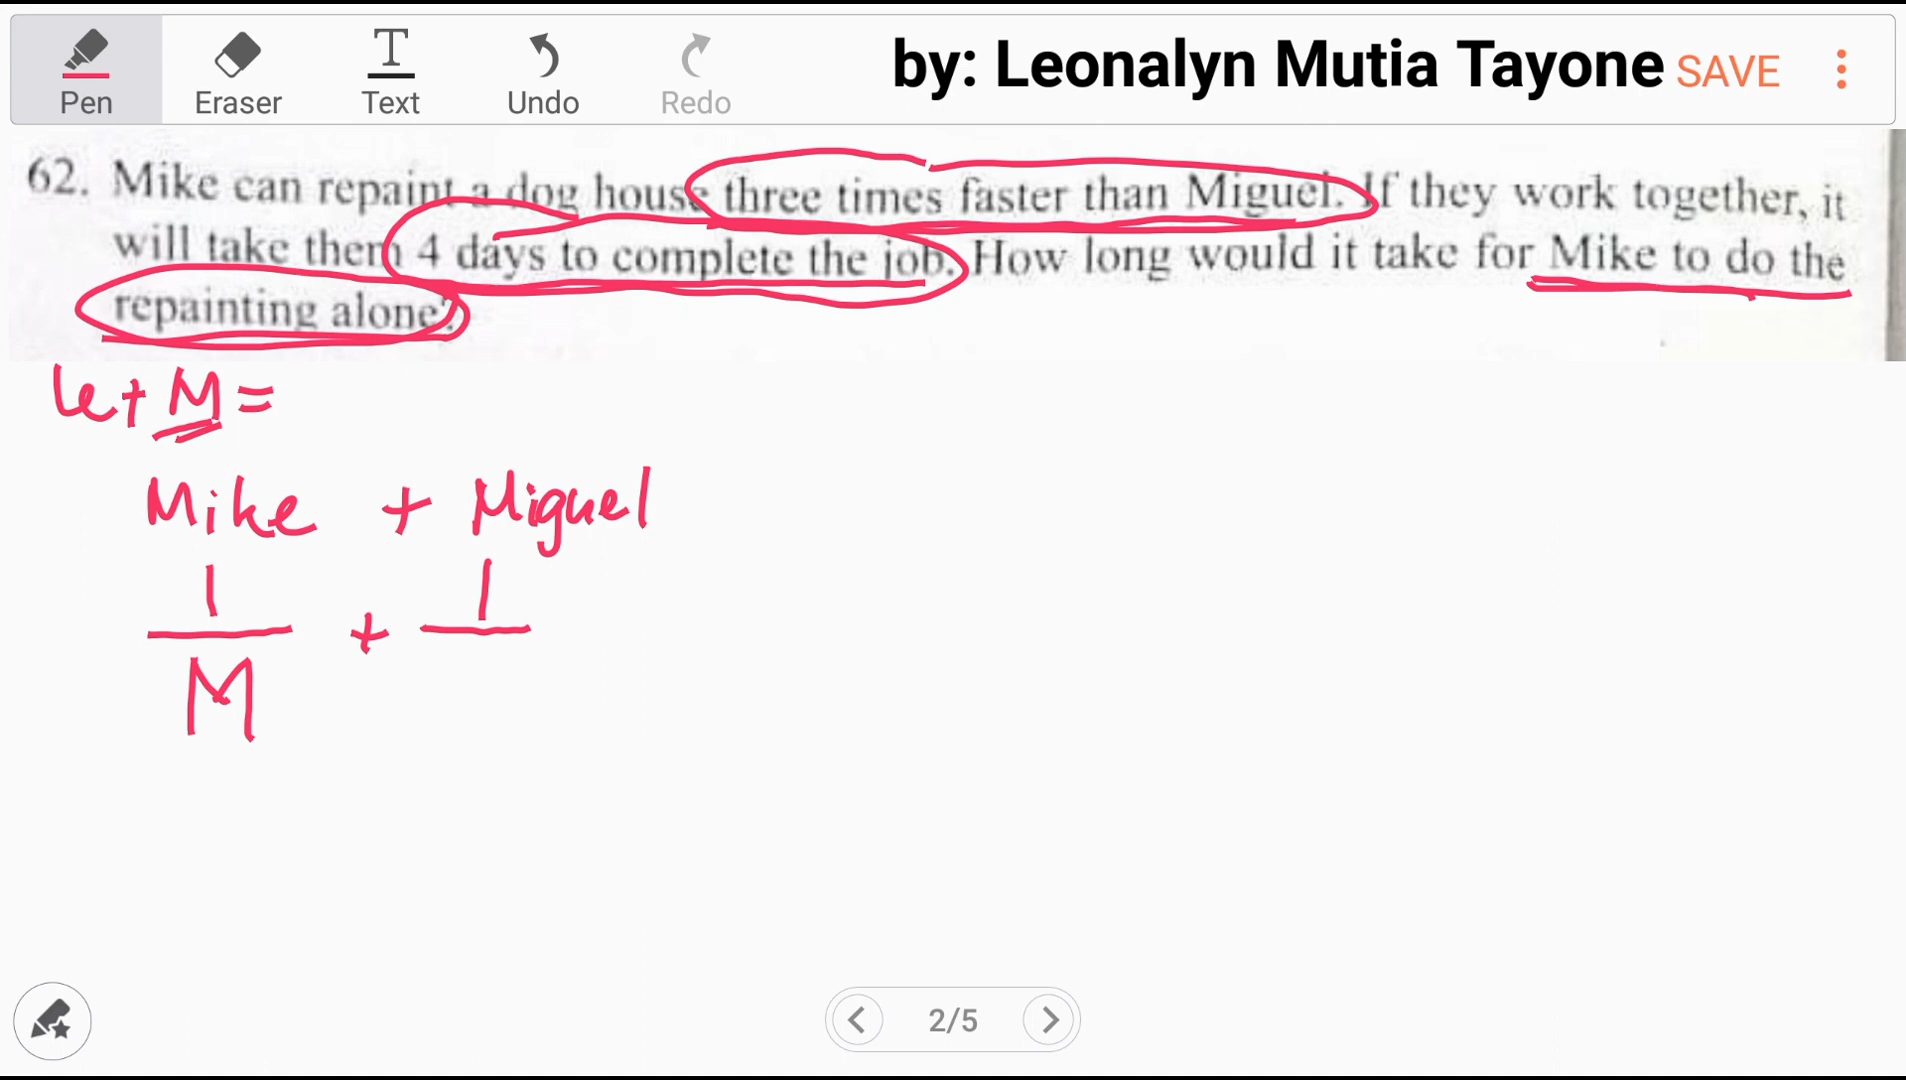 Pen
Eraser
Text
Undo
Redo
by: Leonalyn Mutia Tayone
SAVE
62. Mike can repaint a dog house three times faster than Miguel. If they work together, it
will take them 4 days to complete the job. How long would it take for Mike to do the
repainting alone?
let M =
Mike + Miguel
1 + 1
M
2/5